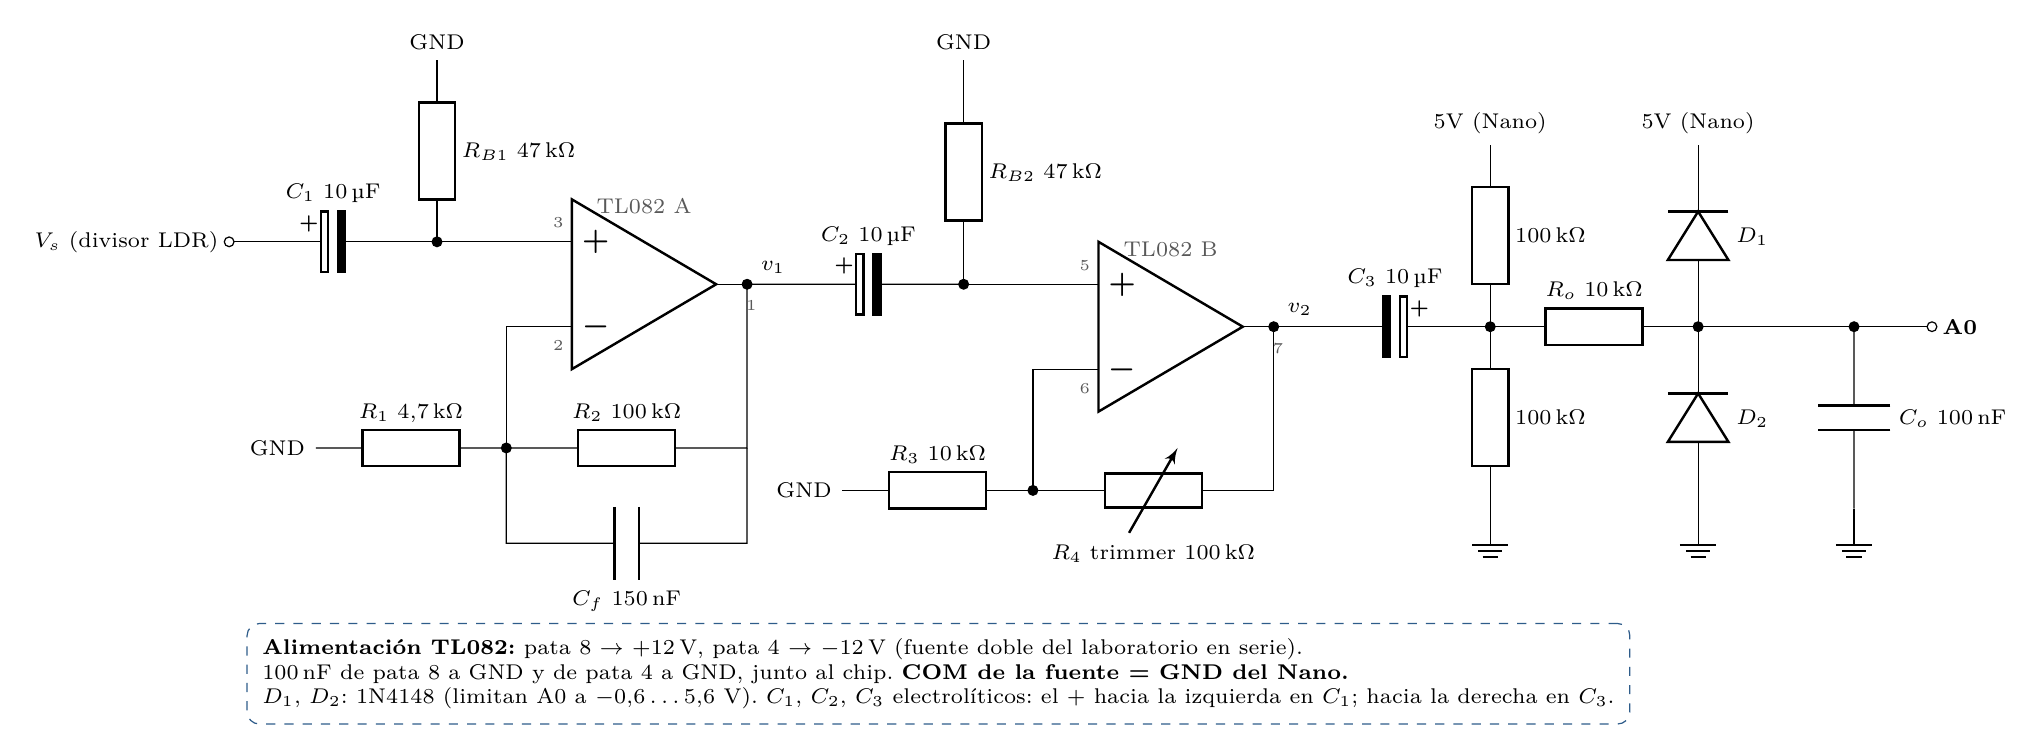 GND
GND
5V (Nano)
5V (Nano)
R_{B1} 47 kΩ
R_{B2} 47 kΩ
C_1 10 µF
+
V_s (divisor LDR)
3
TL082 A
+
−
2
1
v_1
C_2 10 µF
+
5
TL082 B
+
−
6
7
v_2
C_3 10 µF
+
100 kΩ
D_1
R_o 10 kΩ
A0
100 kΩ
D_2
C_o 100 nF
R_1 4,7 kΩ
R_2 100 kΩ
GND
R_3 10 kΩ
GND
R_4 trimmer 100 kΩ
C_f 150 nF
Alimentación TL082: pata 8 → +12 V, pata 4 → −12 V (fuente doble del laboratorio en serie).
100 nF de pata 8 a GND y de pata 4 a GND, junto al chip. COM de la fuente = GND del Nano.
D_1, D_2: 1N4148 (limitan A0 a −0,6 … 5,6 V). C_1, C_2, C_3 electrolíticos: el + hacia la izquierda en C_1; hacia la derecha en C_3.